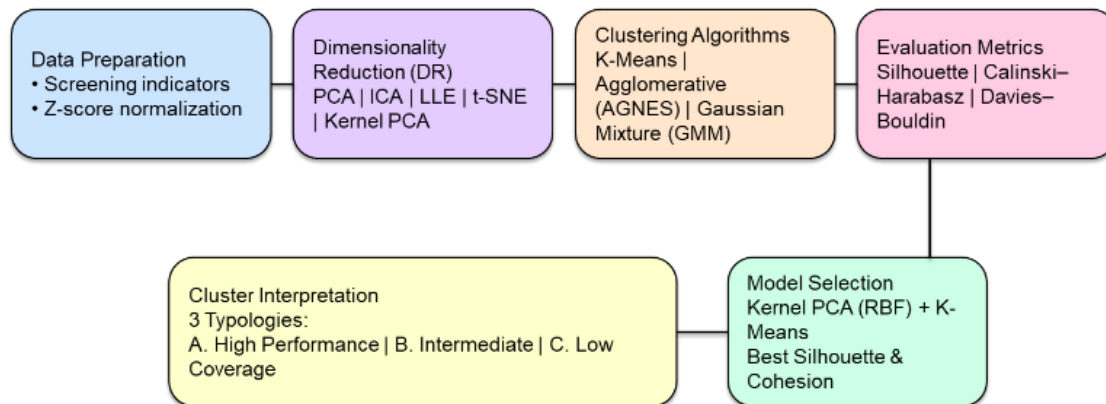 Data Preparation
• Screening indicators
• Z-score normalization
Dimensionality
Reduction (DR)
PCA | ICA | LLE | t-SNE
| Kernel PCA
Clustering Algorithms
K-Means |
Agglomerative
(AGNES) | Gaussian
Mixture (GMM)
Evaluation Metrics
Silhouette | Calinski–
Harabasz | Davies–
Bouldin
Model Selection
Kernel PCA (RBF) + K-
Means
Best Silhouette &
Cohesion
Cluster Interpretation
3 Typologies:
A. High Performance | B. Intermediate | C. Low
Coverage